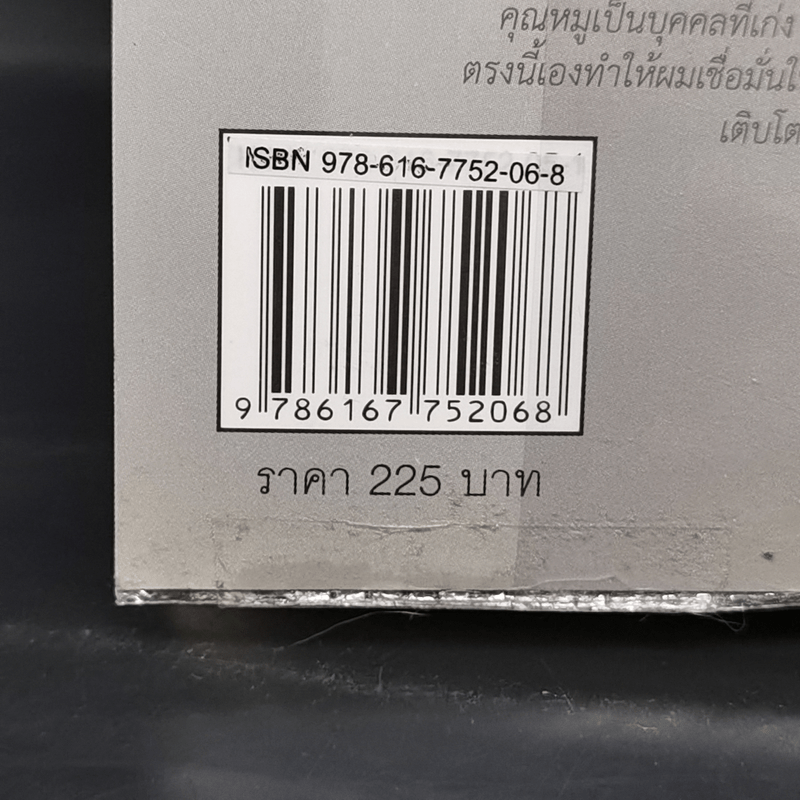 คุณหมูเป็นบุคคลที่เก่ง
ตรงนี้เองทำให้ผมเชื่อมั่นใ
เติบโต
ISBN 978-616-7752-06-8
9 786167 752068
ราคา 225 บาท